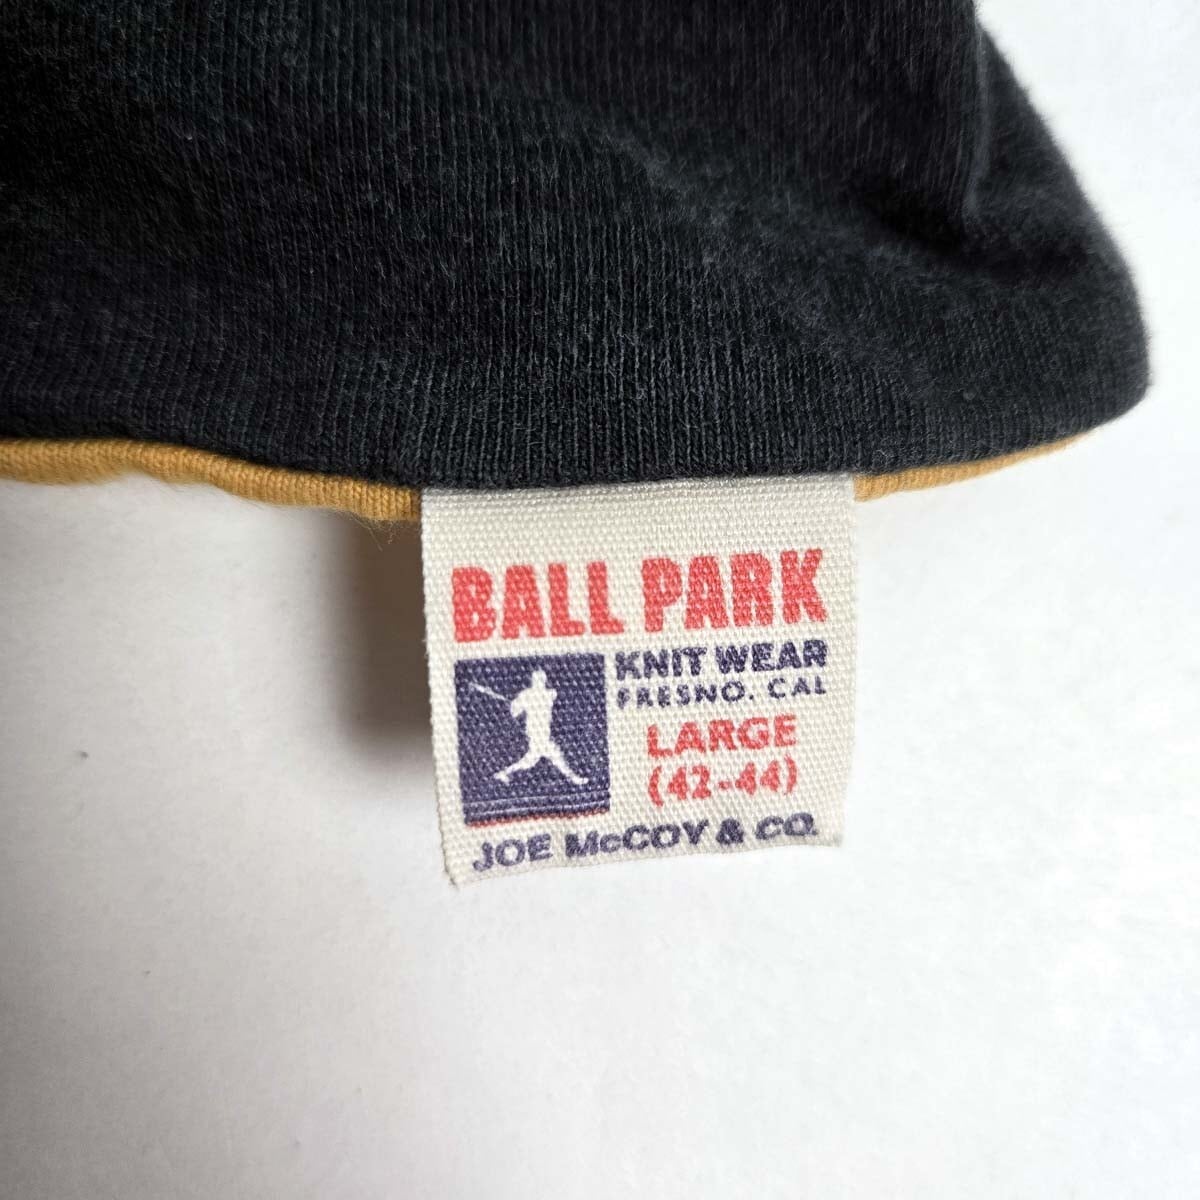 BALL PARK
KNIT WEAR
FRESNO. CAL
LARGE
(42-44)
JOE McCOY & CO.